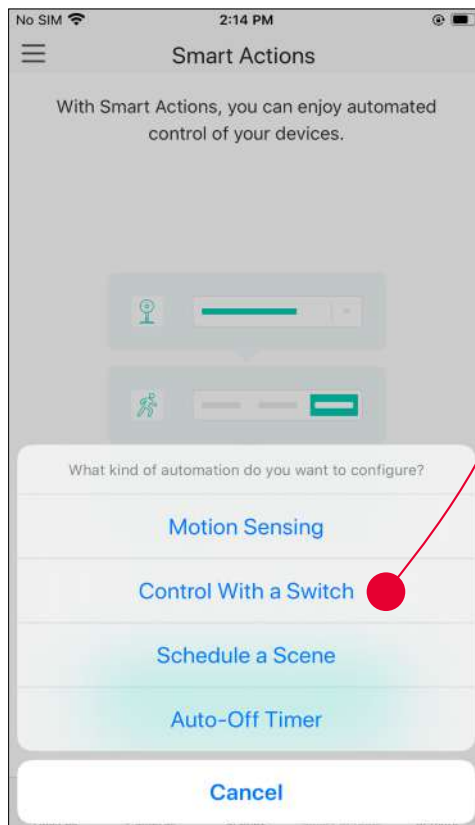 No SIM 2:14 PM
Smart Actions
With Smart Actions, you can enjoy automated
control of your devices.
What kind of automation do you want to configure?
Motion Sensing
Control With a Switch
Schedule a Scene
Auto-Off Timer
Cancel